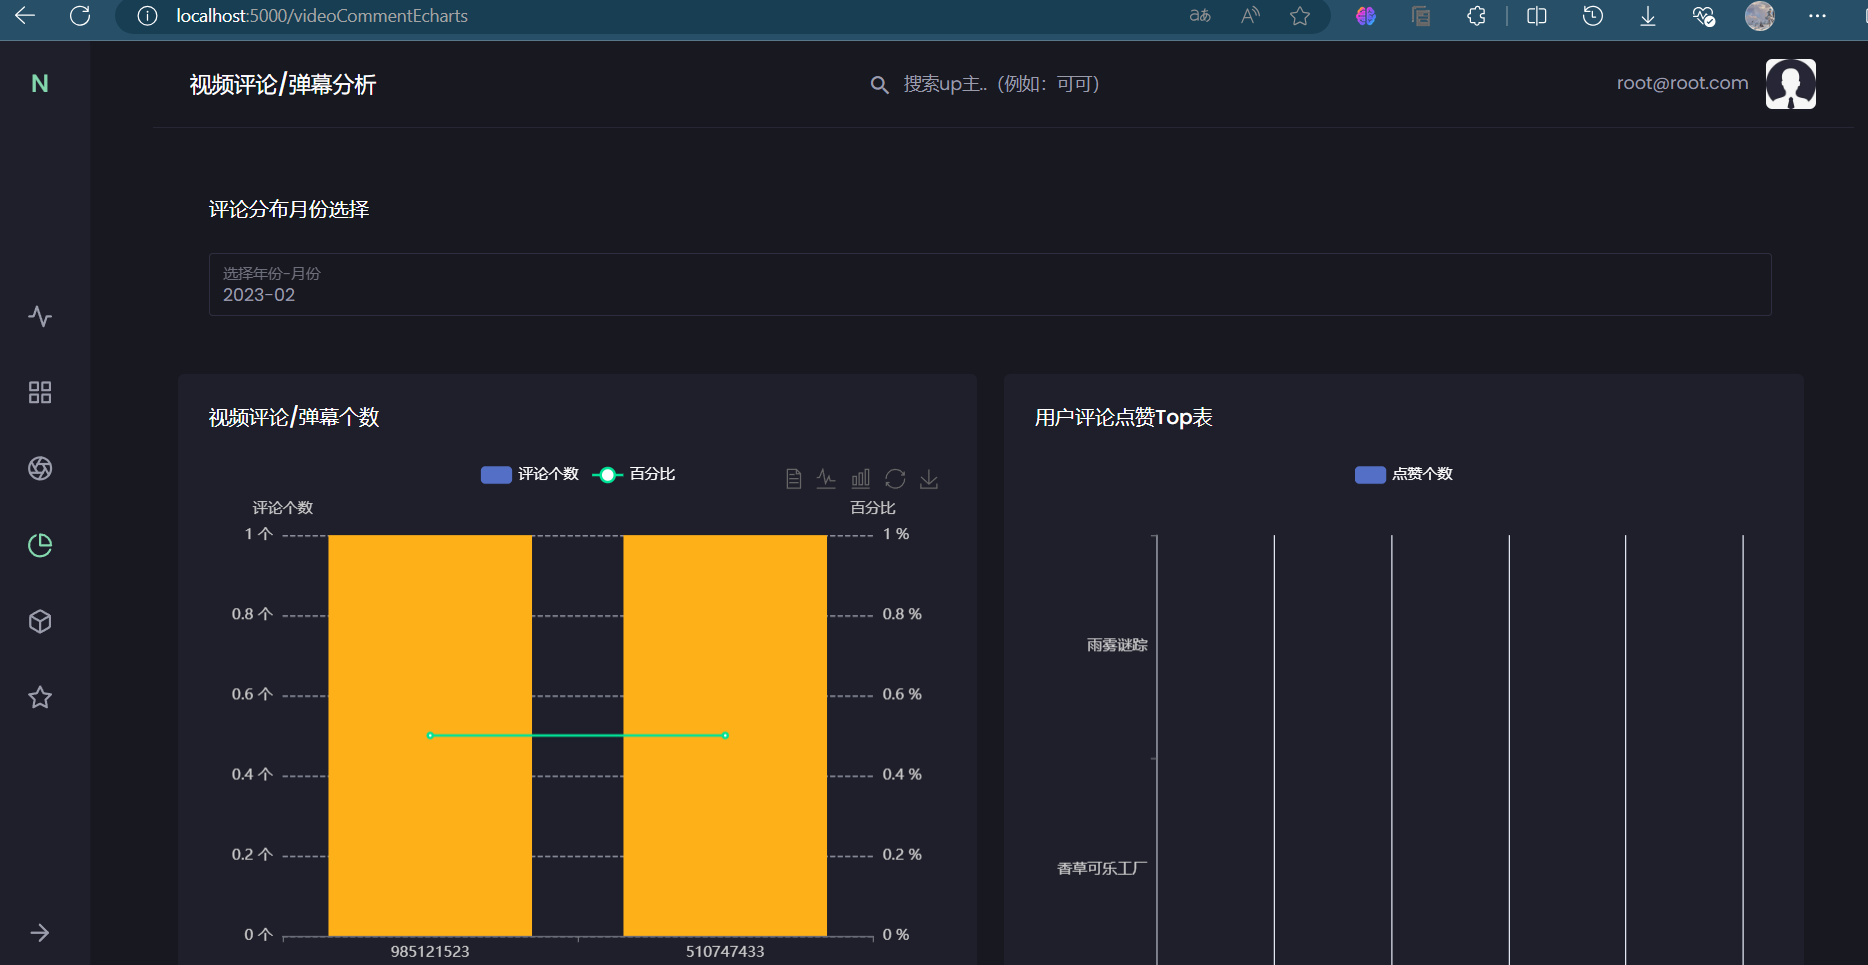 localhost:5000/videoCommentEcharts
N
视频评论/弹幕分析
搜索up主..（例如：可可）
root@root.com
评论分布月份选择
选择年份-月份
2023-02
视频评论/弹幕个数
评论个数 百分比
评论个数 百分比
1 个 1 %
0.8 个 0.8 %
0.6 个 0.6 %
0.4 个 0.4 %
0.2 个 0.2 %
0 个 0 %
985121523 510747433
用户评论点赞Top表
点赞个数
雨雾谜踪
香草可乐工厂